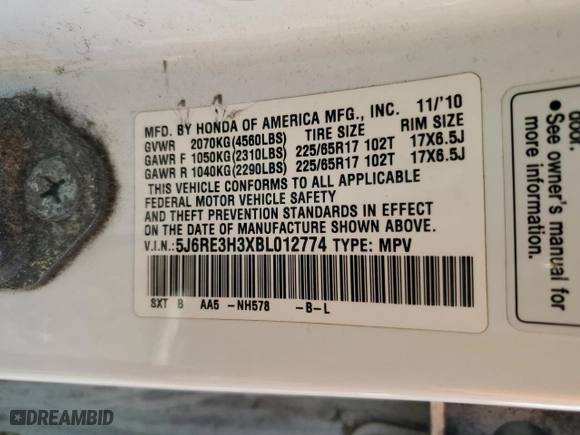 MFD. BY HONDA OF AMERICA MFG., INC. 11/'10
GVWR 2070KG(4560LBS) TIRE SIZE RIM SIZE
GAWR F 1050KG(2310LBS) 225/65R17 102T 17X6.5J
GAWR R 1040KG(2290LBS) 225/65R17 102T 17X6.5J
THIS VEHICLE CONFORMS TO ALL APPLICABLE
FEDERAL MOTOR VEHICLE SAFETY
AND THEFT PREVENTION STANDARDS IN EFFECT
ON THE DATE OF MANUFACTURE SHOWN ABOVE.
V.I.N.:5J6RE3H3XBL012774 TYPE: MPV
SXT B AA5 -NH578 -B-L
door.
• See owner's manual for
more information.
DREAMBID